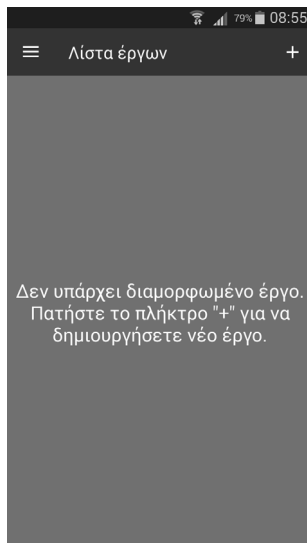 79% 08:55
Λίστα έργων +
Δεν υπάρχει διαμορφωμένο έργο.
Πατήστε το πλήκτρο "+" για να
δημιουργήσετε νέο έργο.